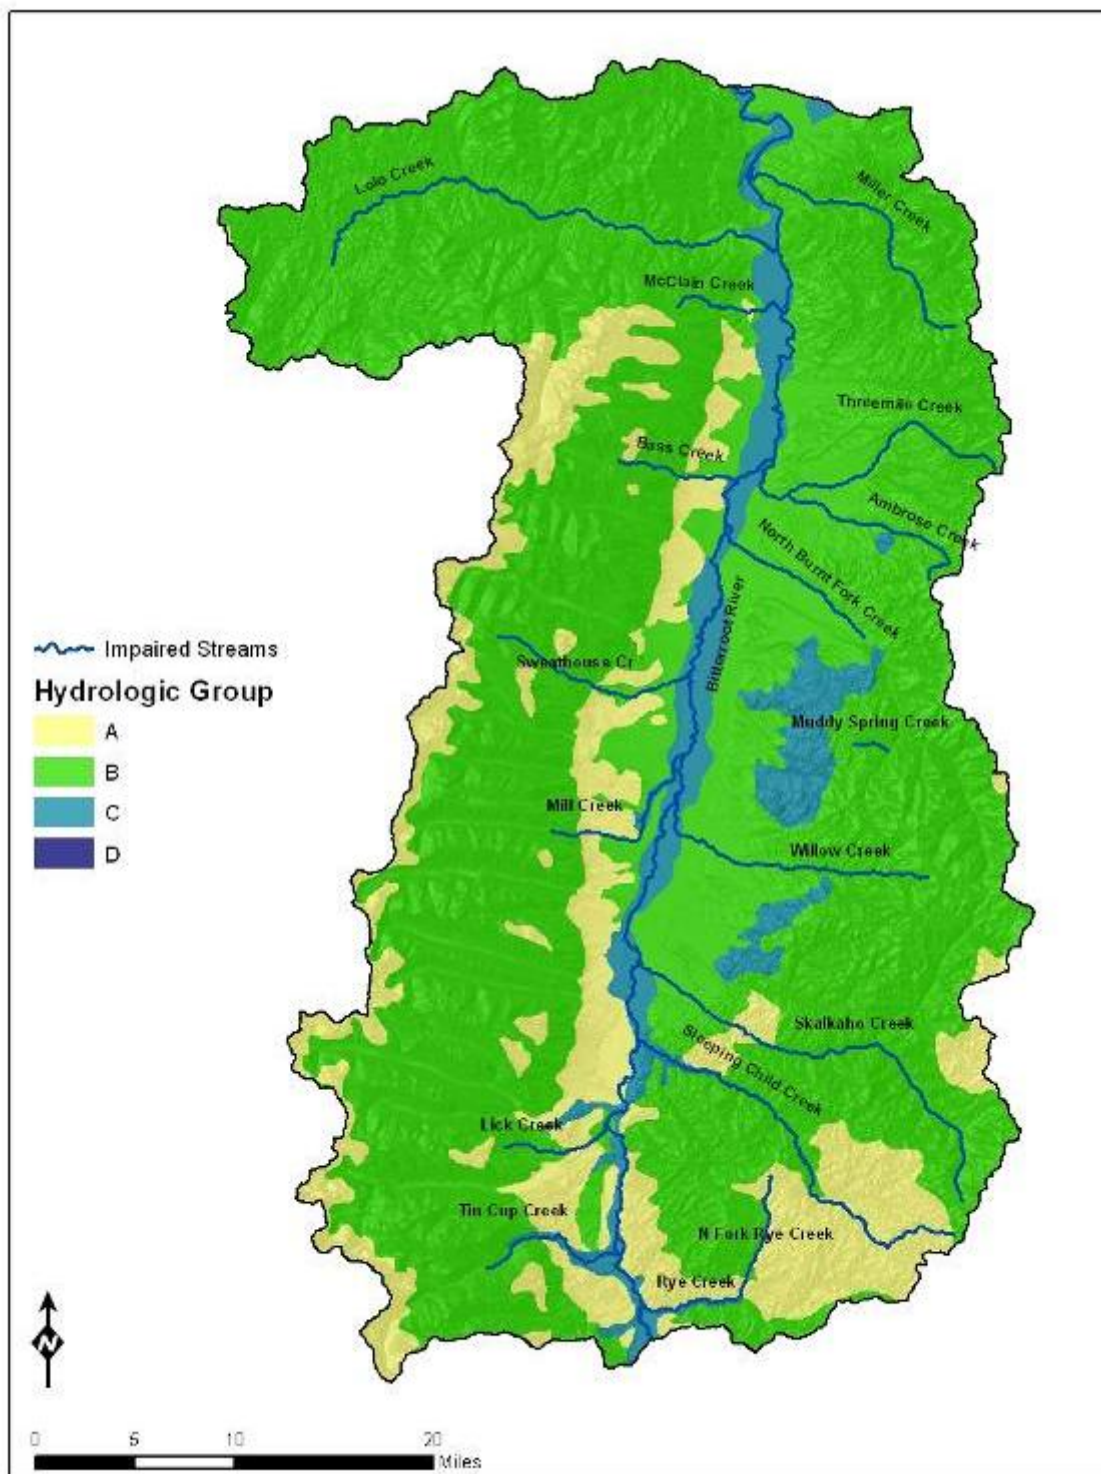 Lolo Creek
Miller Creek
McClain Creek
Threemile Creek
Bass Creek
Ambrose Creek
North Burnt Fork Creek
Bitterroot River
Impaired Streams
Sweathouse Cr
Hydrologic Group
A
Muddy Spring Creek
B
C
Mill Creek
D
Willow Creek
Skalkaho Creek
Sleeping Child Creek
Lick Creek
Tin Cup Creek
N Fork Rye Creek
Rye Creek
N
0 5 10 20
Miles